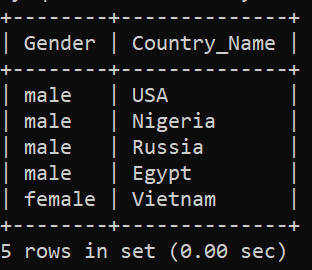 +--------+--------------+
| Gender | Country_Name |
+--------+--------------+
| male   | USA          |
| male   | Nigeria      |
| male   | Russia       |
| male   | Egypt        |
| female | Vietnam      |
+--------+--------------+
5 rows in set (0.00 sec)